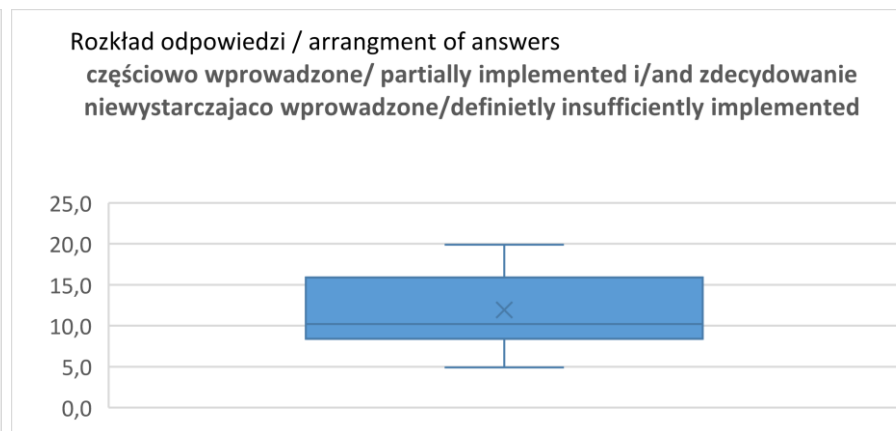 Rozkład odpowiedzi / arrangment of answers
częściowo wprowadzone/ partially implemented i/and zdecydowanie
niewystarczajaco wprowadzone/definietly insufficiently implemented
25,0
20,0
15,0
10,0
5,0
0,0